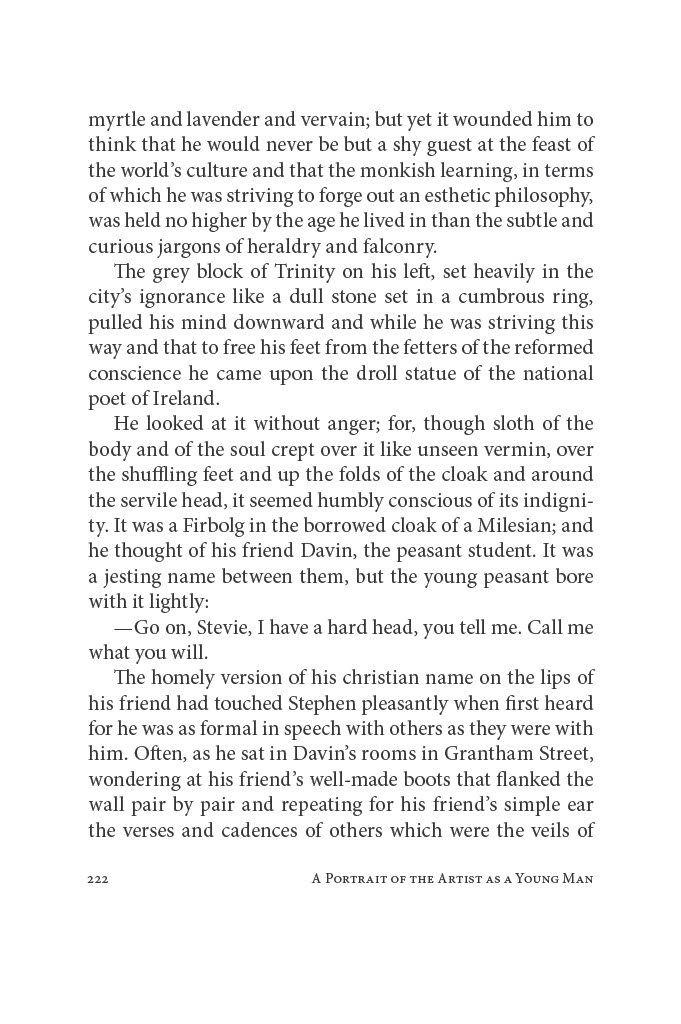 myrtle and lavender and vervain; but yet it wounded him to
think that he would never be but a shy guest at the feast of
the world’s culture and that the monkish learning, in terms
of which he was striving to forge out an esthetic philosophy,
was held no higher by the age he lived in than the subtle and
curious jargons of heraldry and falconry.
The grey block of Trinity on his left, set heavily in the
city’s ignorance like a dull stone set in a cumbrous ring,
pulled his mind downward and while he was striving this
way and that to free his feet from the fetters of the reformed
conscience he came upon the droll statue of the national
poet of Ireland.
He looked at it without anger; for, though sloth of the
body and of the soul crept over it like unseen vermin, over
the shuffling feet and up the folds of the cloak and around
the servile head, it seemed humbly conscious of its indigni-
ty. It was a Firbolg in the borrowed cloak of a Milesian; and
he thought of his friend Davin, the peasant student. It was
a jesting name between them, but the young peasant bore
with it lightly:
—Go on, Stevie, I have a hard head, you tell me. Call me
what you will.
The homely version of his christian name on the lips of
his friend had touched Stephen pleasantly when first heard
for he was as formal in speech with others as they were with
him. Often, as he sat in Davin’s rooms in Grantham Street,
wondering at his friend’s well-made boots that flanked the
wall pair by pair and repeating for his friend’s simple ear
the verses and cadences of others which were the veils of
222 A Portrait of the Artist as a Young Man